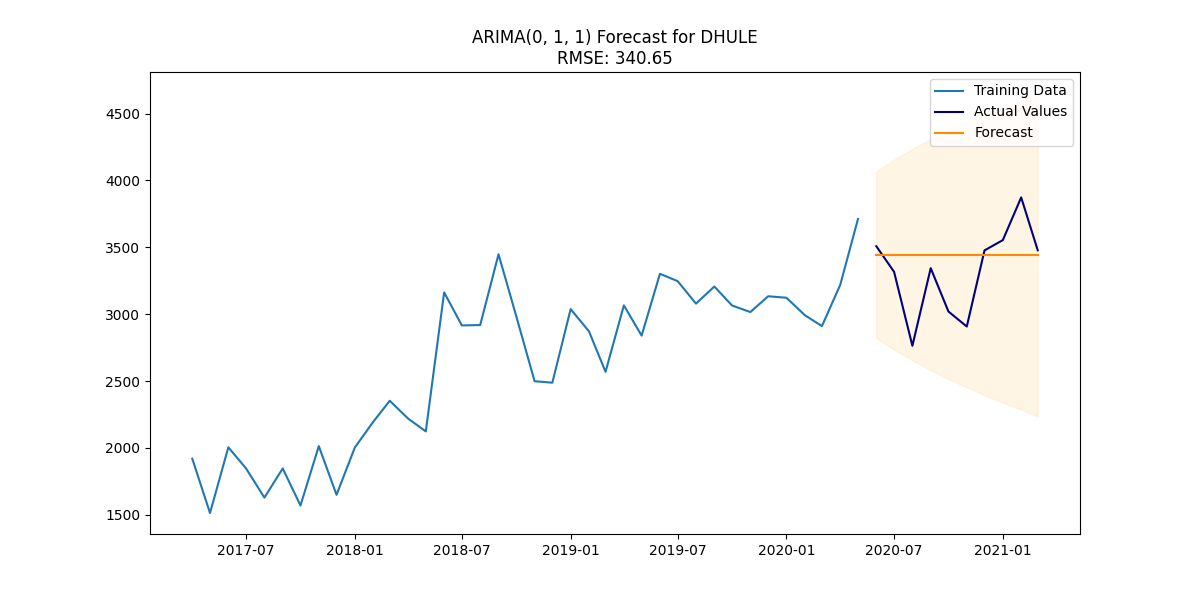 ARIMA(0, 1, 1) Forecast for DHULE
RMSE: 340.65
Training Data
Actual Values
Forecast
4500
4000
3500
3000
2500
2000
1500
2017-07 2018-01 2018-07 2019-01 2019-07 2020-01 2020-07 2021-01